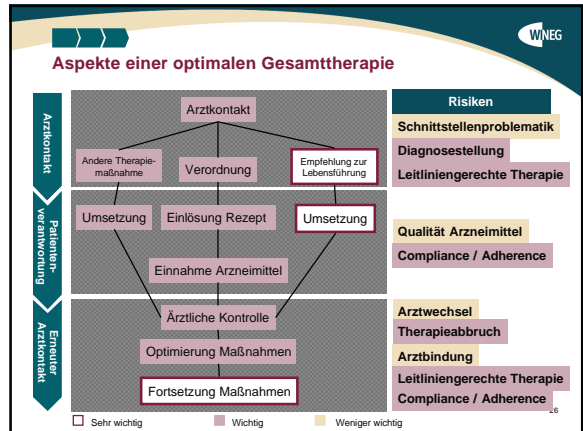 WINEG
Aspekte einer optimalen Gesamttherapie
Arztkontakt
Arztkontakt
Andere Therapie-
maßnahme
Verordnung
Empfehlung zur
Lebensführung
Risiken
Schnittstellenproblematik
Diagnosestellung
Leitliniengerechte Therapie
Patienten-
verantwortung
Umsetzung
Einlösung Rezept
Umsetzung
Einnahme Arzneimittel
Qualität Arzneimittel
Compliance / Adherence
Erneuter
Arztkontakt
Ärztliche Kontrolle
Optimierung Maßnahmen
Fortsetzung Maßnahmen
Arztwechsel
Therapieabbruch
Arztbindung
Leitliniengerechte Therapie
Compliance / Adherence
26
Sehr wichtig
Wichtig
Weniger wichtig